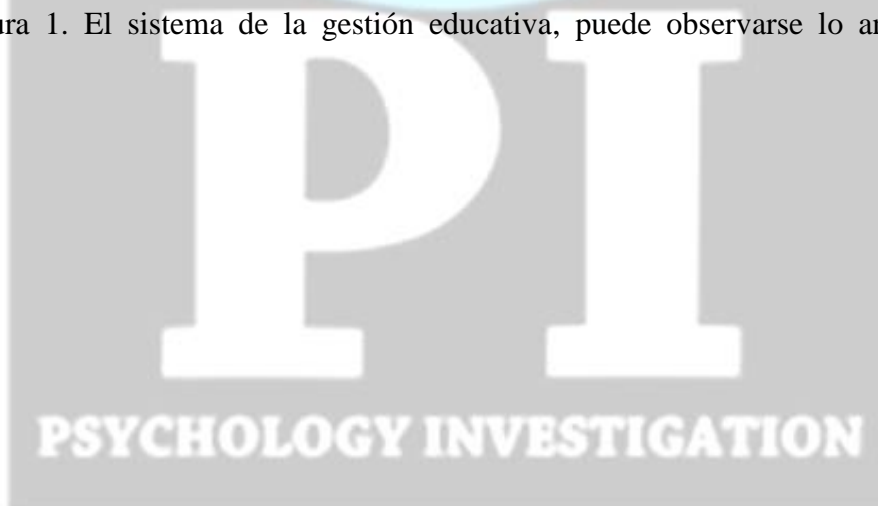 ura 1. El sistema de la gestión educativa, puede observarse lo an
PI
PSYCHOLOGY INVESTIGATION